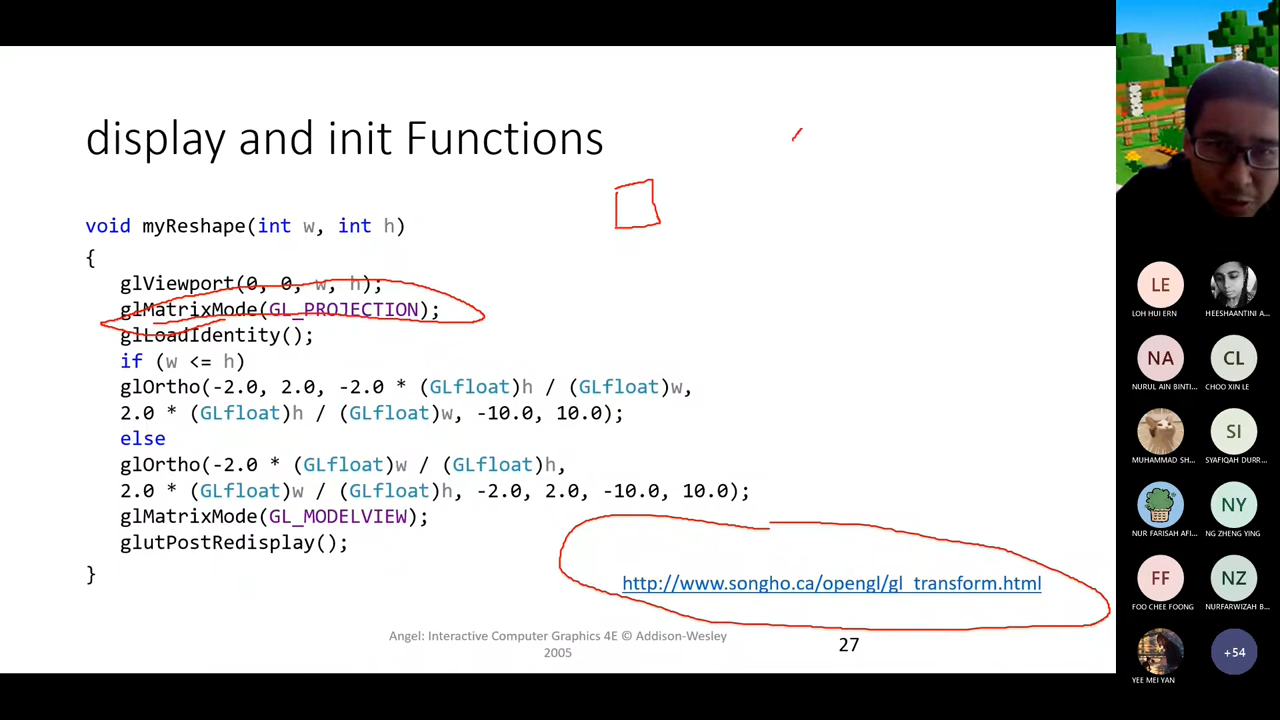 display and init Functions
void myReshape(int w, int h)
{
glViewport(0, 0, w, h);
glMatrixMode(GL_PROJECTION);
glLoadIdentity();
if (w <= h)
glOrtho(-2.0, 2.0, -2.0 * (GLfloat)h / (GLfloat)w,
2.0 * (GLfloat)h / (GLfloat)w, -10.0, 10.0);
else
glOrtho(-2.0 * (GLfloat)w / (GLfloat)h,
2.0 * (GLfloat)w / (GLfloat)h, -2.0, 2.0, -10.0, 10.0);
glMatrixMode(GL_MODELVIEW);
glutPostRedisplay();
}
http://www.songho.ca/opengl/gl_transform.html
Angel: Interactive Computer Graphics 4E © Addison-Wesley
2005
27
LE
LOH HUI ERN
HEESHAANTINI A...
NA
CL
NURUL AIN BINTI...
CHOO XIN LE
SI
MUHAMMAD SH...
SYAFIQAH DURR...
NY
NUR FARISAH AFI...
NG ZHENG YING
FF
NZ
FOO CHEE FOONG
NURFARWIZAH B...
+54
YEE MEI YAN